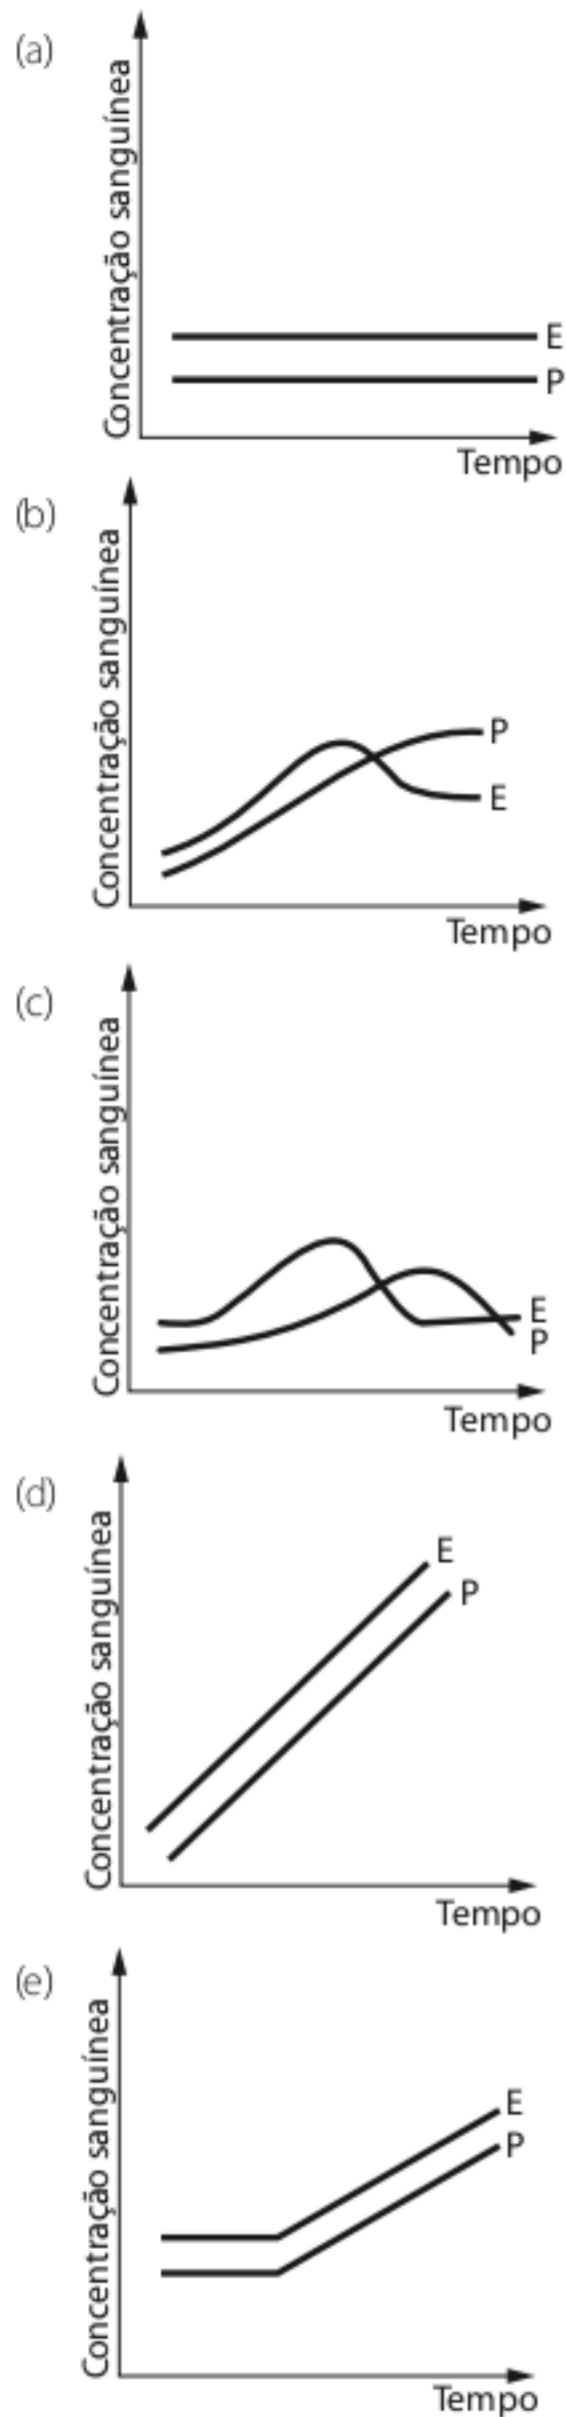 (a)
Concentração sanguínea
E
P
Tempo
(b)
Concentração sanguínea
P
E
Tempo
(c)
Concentração sanguínea
E
P
Tempo
(d)
Concentração sanguínea
E
P
Tempo
(e)
Concentração sanguínea
E
P
Tempo